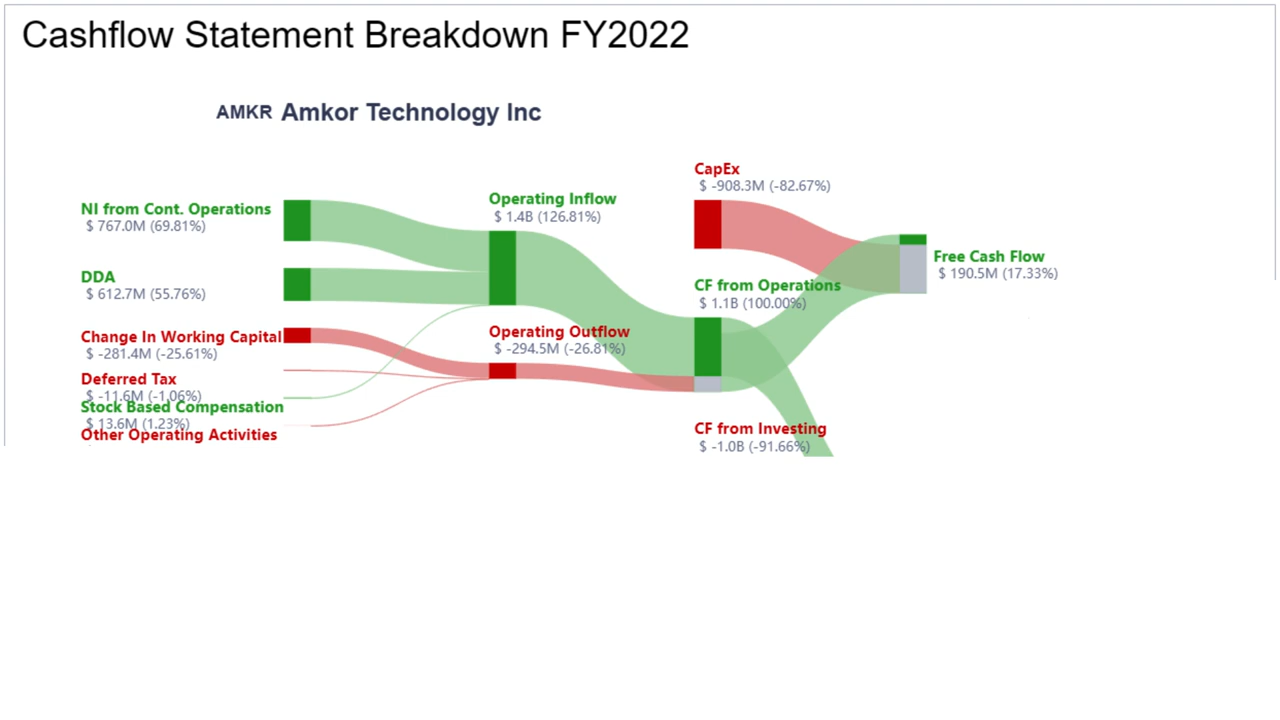 Cashflow Statement Breakdown FY2022
AMKR Amkor Technology Inc
CapEx
$ -908.3M (-82.67%)
NI from Cont. Operations
$ 767.0M (69.81%)
Operating Inflow
$ 1.4B (126.81%)
Free Cash Flow
$ 190.5M (17.33%)
DDA
$ 612.7M (55.76%)
CF from Operations
$ 1.1B (100.00%)
Change In Working Capital
$ -281.4M (-25.61%)
Operating Outflow
$ -294.5M (-26.81%)
Deferred Tax
$ -11.6M (-1.06%)
Stock Based Compensation
$ 13.6M (1.23%)
Other Operating Activities
CF from Investing
$ -1.0B (-91.66%)